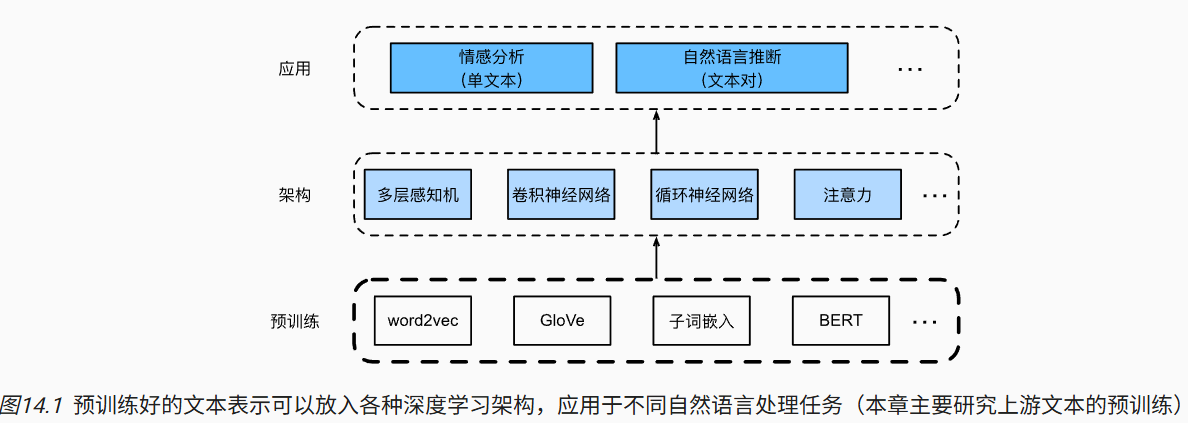 应用
情感分析
(单文本)
自然语言推断
(文本对)
···
架构
多层感知机
卷积神经网络
循环神经网络
注意力
···
预训练
word2vec
GloVe
子词嵌入
BERT
···
图14.1 预训练好的文本表示可以放入各种深度学习架构，应用于不同自然语言处理任务（本章主要研究上游文本的预训练）